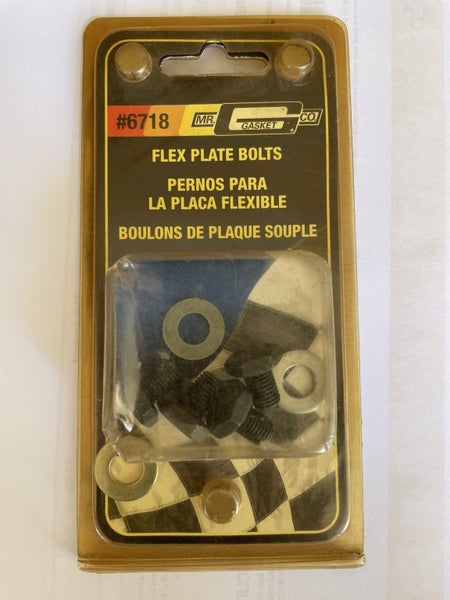 #6718 MR. GASKET CO
FLEX PLATE BOLTS
PERNOS PARA
LA PLACA FLEXIBLE
BOULONS DE PLAQUE SOUPLE